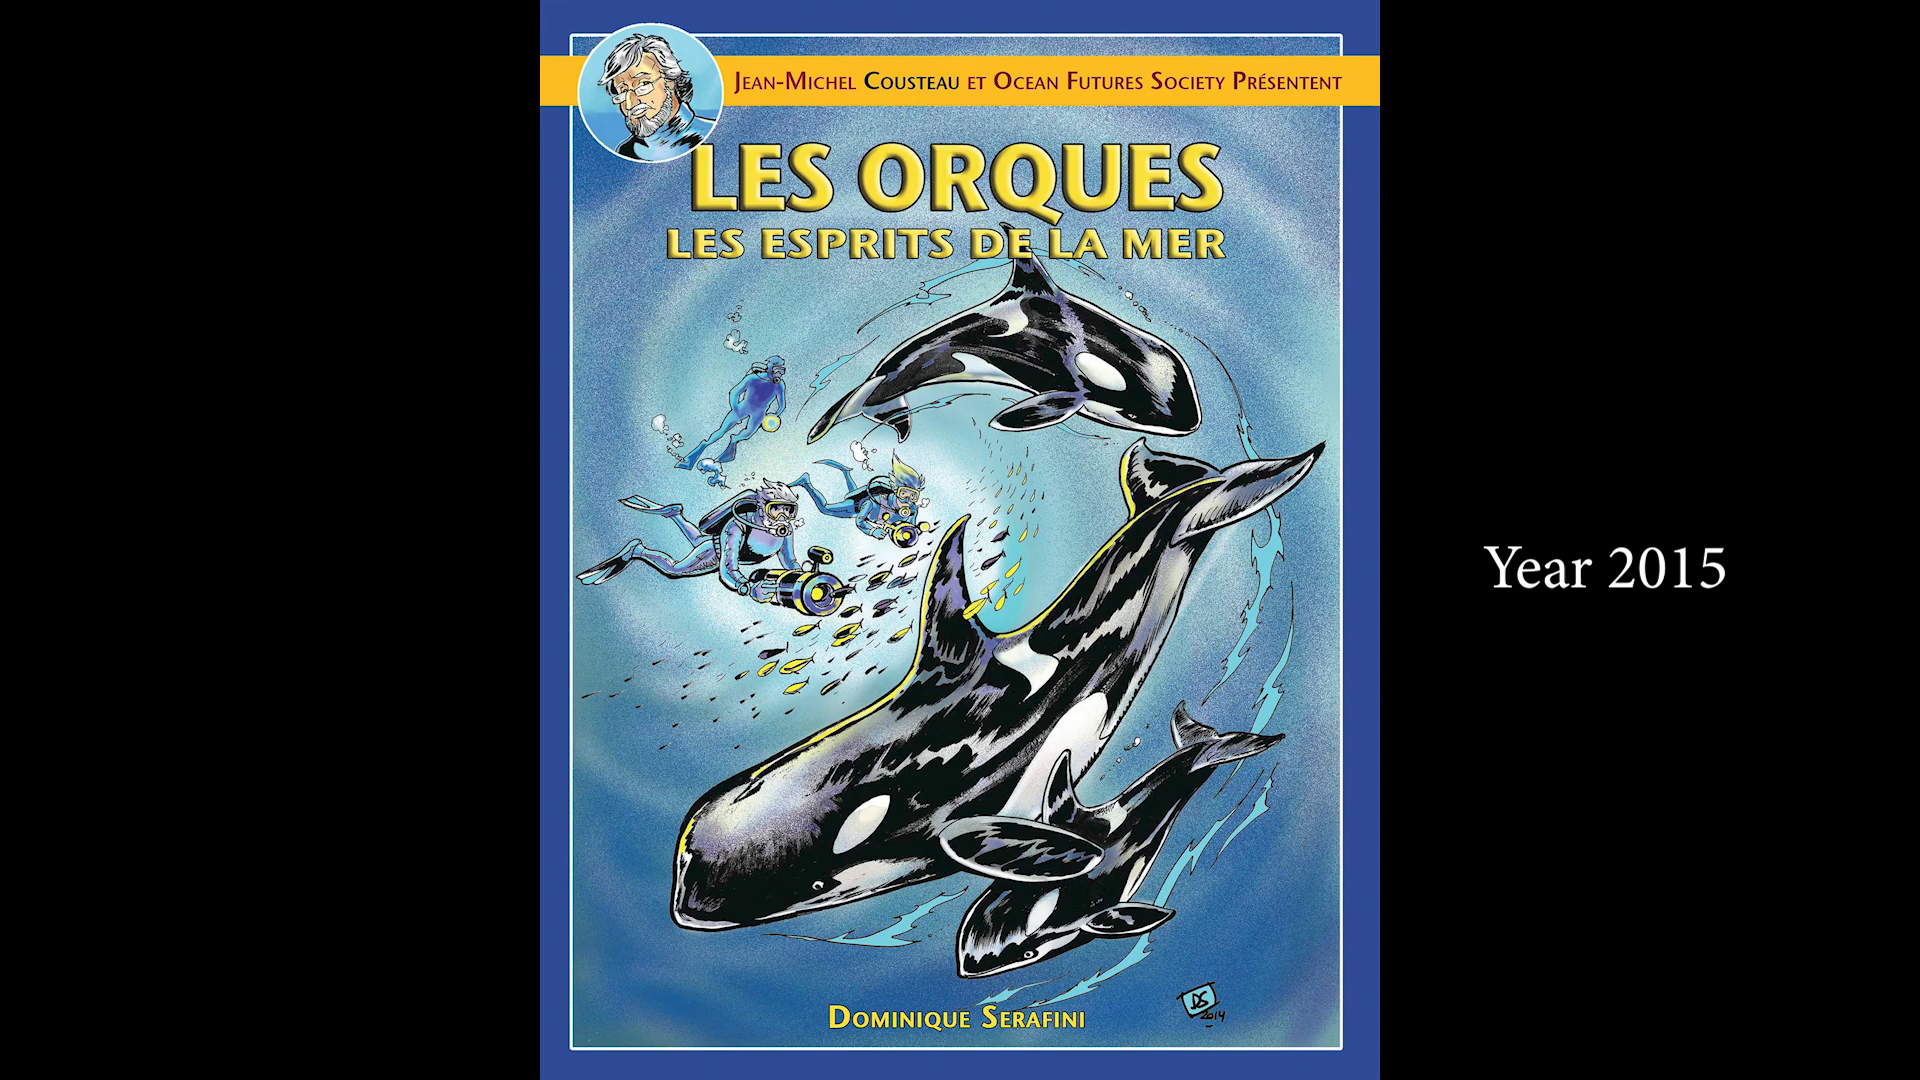 Jean-Michel Cousteau et Ocean Futures Society Présentent
LES ORQUES
LES ESPRITS DE LA MER
Year 2015
Dominique Serafini
DS
2014